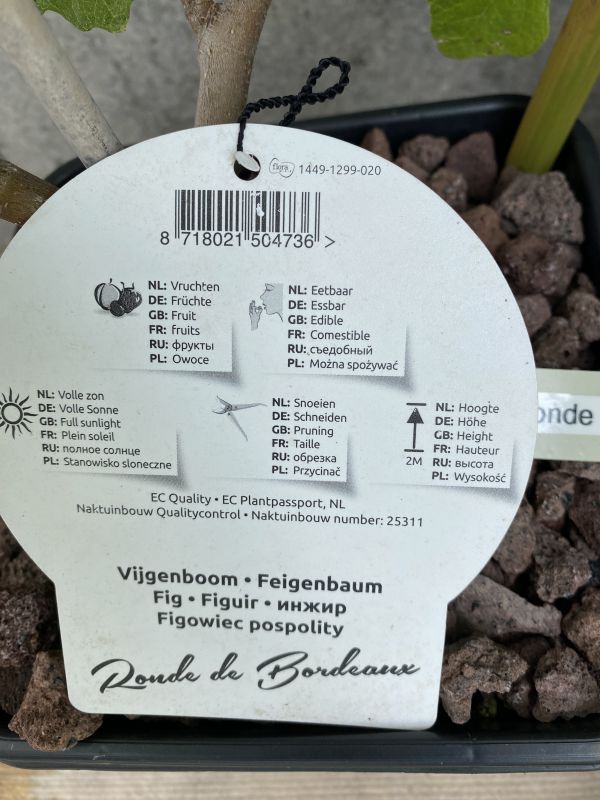 flora
1449-1299-020
8 718021 504736 >
NL: Vruchten
DE: Früchte
GB: Fruit
FR: fruits
RU: фрукты
PL: Owoce
NL: Eetbaar
DE: Essbar
GB: Edible
FR: Comestible
RU: съедобный
PL: Można spożywać
NL: Volle zon
DE: Volle Sonne
GB: Full sunlight
FR: Plein soleil
RU: полное солнце
PL: Stanowisko sloneczne
NL: Snoeien
DE: Schneiden
GB: Pruning
FR: Taille
RU: обрезка
PL: Przycinač
2M
NL: Hoogte
DE: Höhe
GB: Height
FR: Hauteur
RU: высота
PL: Wysokość
onde
EC Quality • EC Plantpassport, NL
Naktuinbouw Qualitycontrol • Naktuinbouw number: 25311
Vijgenboom • Feigenbaum
Fig • Figuir • инжир
Figowiec pospolity
Ronde de Bordeaux